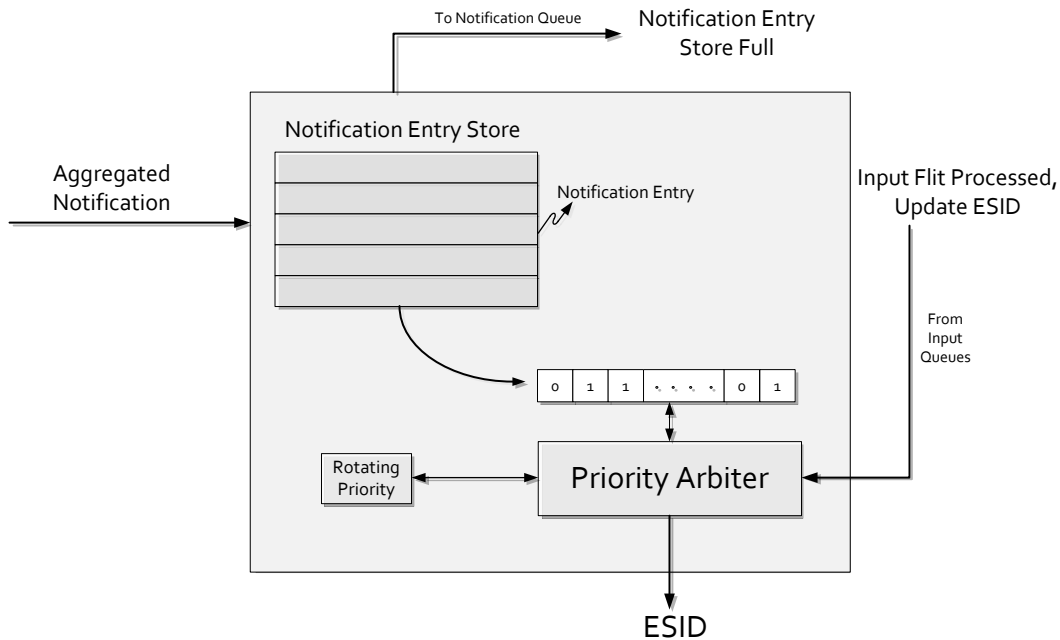 To Notification Queue
Notification Entry
Store Full
Notification Entry Store
Aggregated
Notification
Notification Entry
Input Flit Processed,
Update ESID
From
Input
Queues
0 1 1 . . . . 0 1
Rotating
Priority
Priority Arbiter
ESID